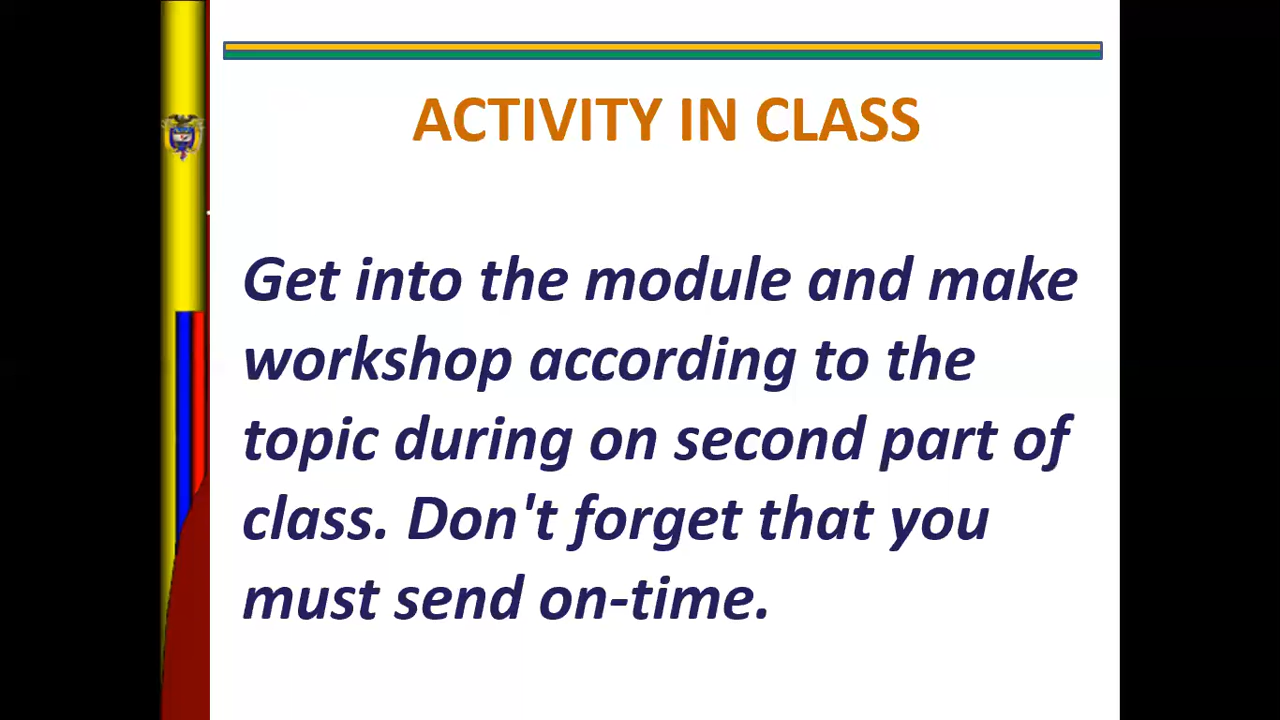 ACTIVITY IN CLASS
Get into the module and make
workshop according to the
topic during on second part of
class. Don't forget that you
must send on-time.